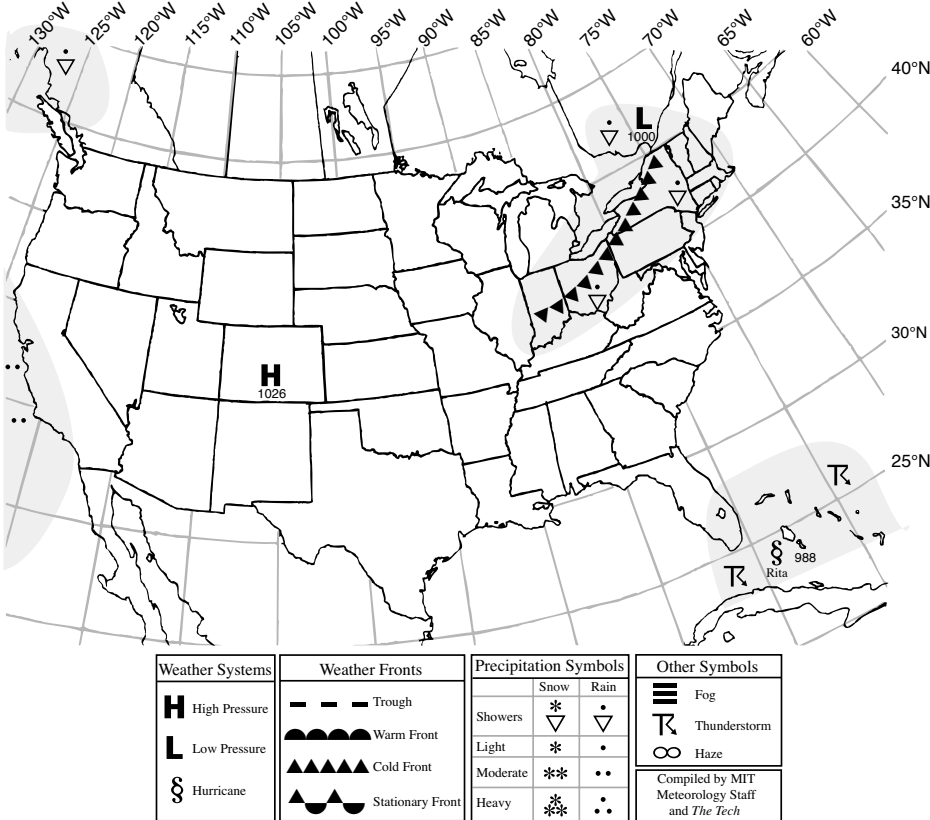 130°W 125°W 120°W 115°W 110°W 105°W 100°W 95°W 90°W 85°W 80°W 75°W 70°W 65°W 60°W
40°N
35°N
30°N
25°N
L
1000
H
1026
988
Rita
Weather Systems
H High Pressure
L Low Pressure
§ Hurricane
Weather Fronts
Trough
Warm Front
Cold Front
Stationary Front
Precipitation Symbols
Snow Rain
Showers
Light
Moderate
Heavy
Other Symbols
Fog
Thunderstorm
Haze
Compiled by MIT
Meteorology Staff
and The Tech